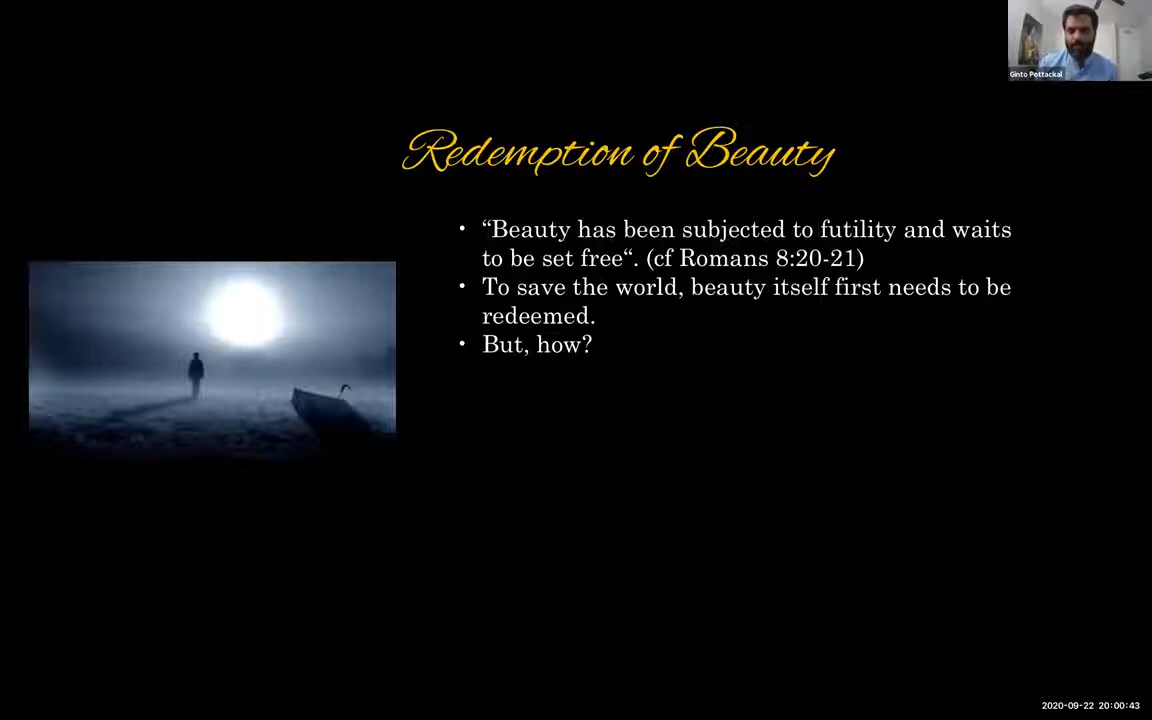 Ginto Pottackal
Redemption of Beauty
• “Beauty has been subjected to futility and waits
to be set free“. (cf Romans 8:20-21)
• To save the world, beauty itself first needs to be
redeemed.
• But, how?
2020-09-22 20:00:43